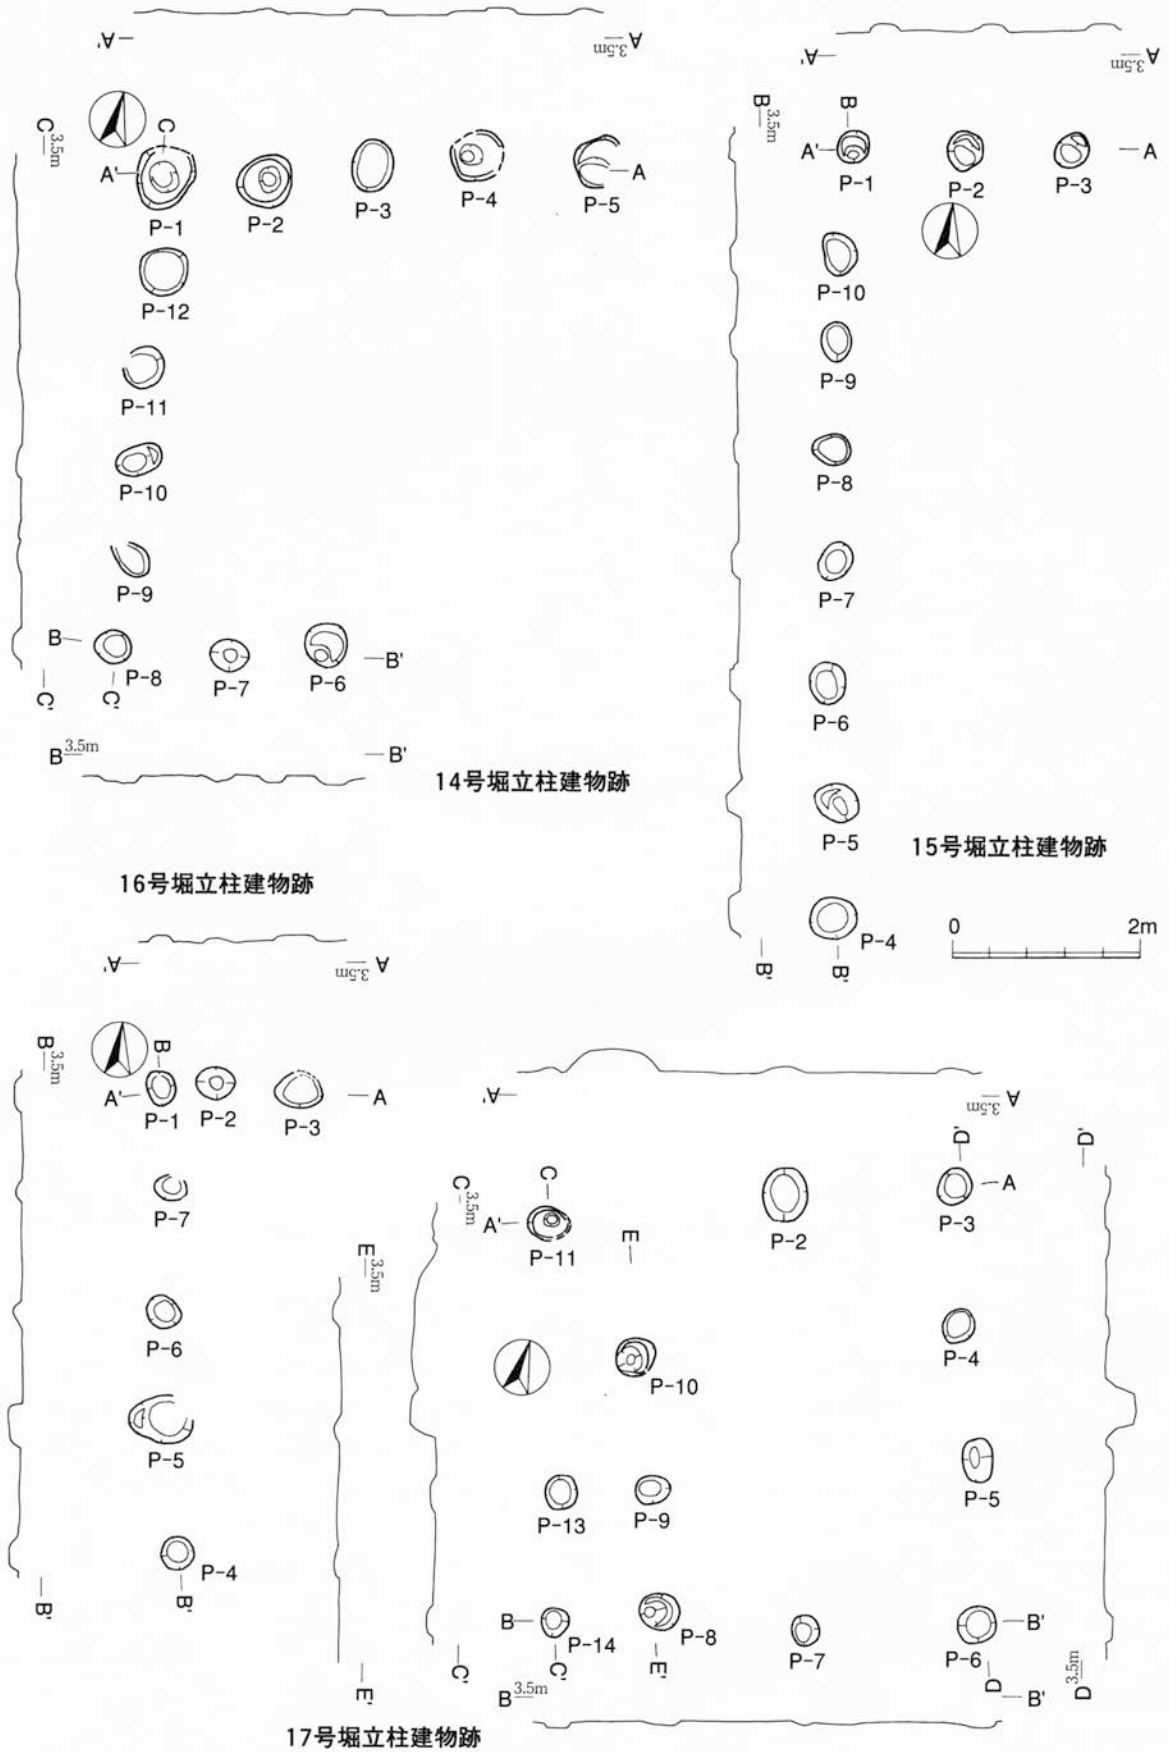 A' A
3.5m
C 3.5m
C
A' A
P-1
P-2
P-3
P-4
P-5
P-12
P-11
P-10
P-9
B B'
P-8
P-7
P-6
C' C'
B 3.5m B'
14号堀立柱建物跡
A' A
3.5m
B 3.5m
B
A' A
P-1
P-2
P-3
P-10
P-9
P-8
P-7
P-6
P-5
P-4
B' B'
15号堀立柱建物跡
0 2m
16号堀立柱建物跡
A' A
3.5m
B 3.5m
B
A' A
P-1
P-2
P-3
P-7
P-6
P-5
P-4
B' B'
A' A
3.5m
D' D'
C 3.5m
C
A' A
P-11
P-2
P-3
E 3.5m
E
P-10
P-4
P-13
P-9
P-5
B B'
P-14
P-8
P-7
P-6
C' C'
E' E'
D
D 3.5m
B 3.5m B'
17号堀立柱建物跡